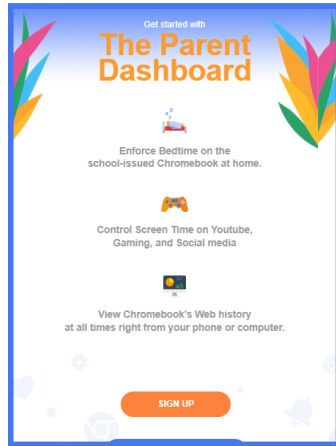 Get started with
The Parent
Dashboard
Enforce Bedtime on the
school-issued Chromebook at home.
Control Screen Time on Youtube,
Gaming, and Social media
View Chromebook's Web history
at all times right from your phone or computer.
SIGN UP